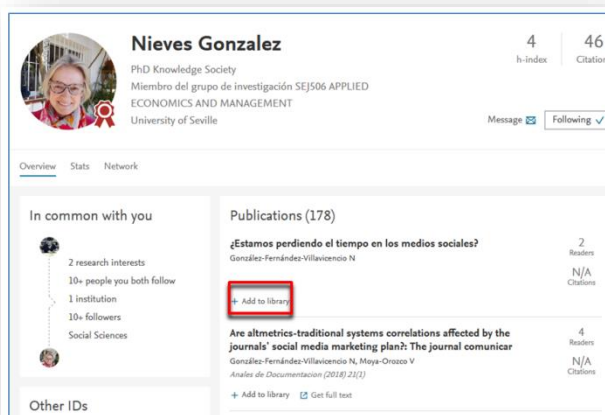 Nieves Gonzalez
PhD Knowledge Society
Miembro del grupo de investigación SEJ506 APPLIED
ECONOMICS AND MANAGEMENT
University of Seville
4
h-index
46
Citation
Message
Following
Overview Stats Network
In common with you
2 research interests
10+ people you both follow
1 institution
10+ followers
Social Sciences
Other IDs
Publications (178)
¿Estamos perdiendo el tiempo en los medios sociales?
González-Fernández-Villavicencio N
2
Readers
N/A
Citations
+ Add to library
Are altmetrics-traditional systems correlations affected by the
journals' social media marketing plan?: The journal comunicar
González-Fernández-Villavicencio N, Moya-Orozco V
Anales de Documentacion (2018) 21(1)
4
Readers
N/A
Citations
+ Add to library Get full text